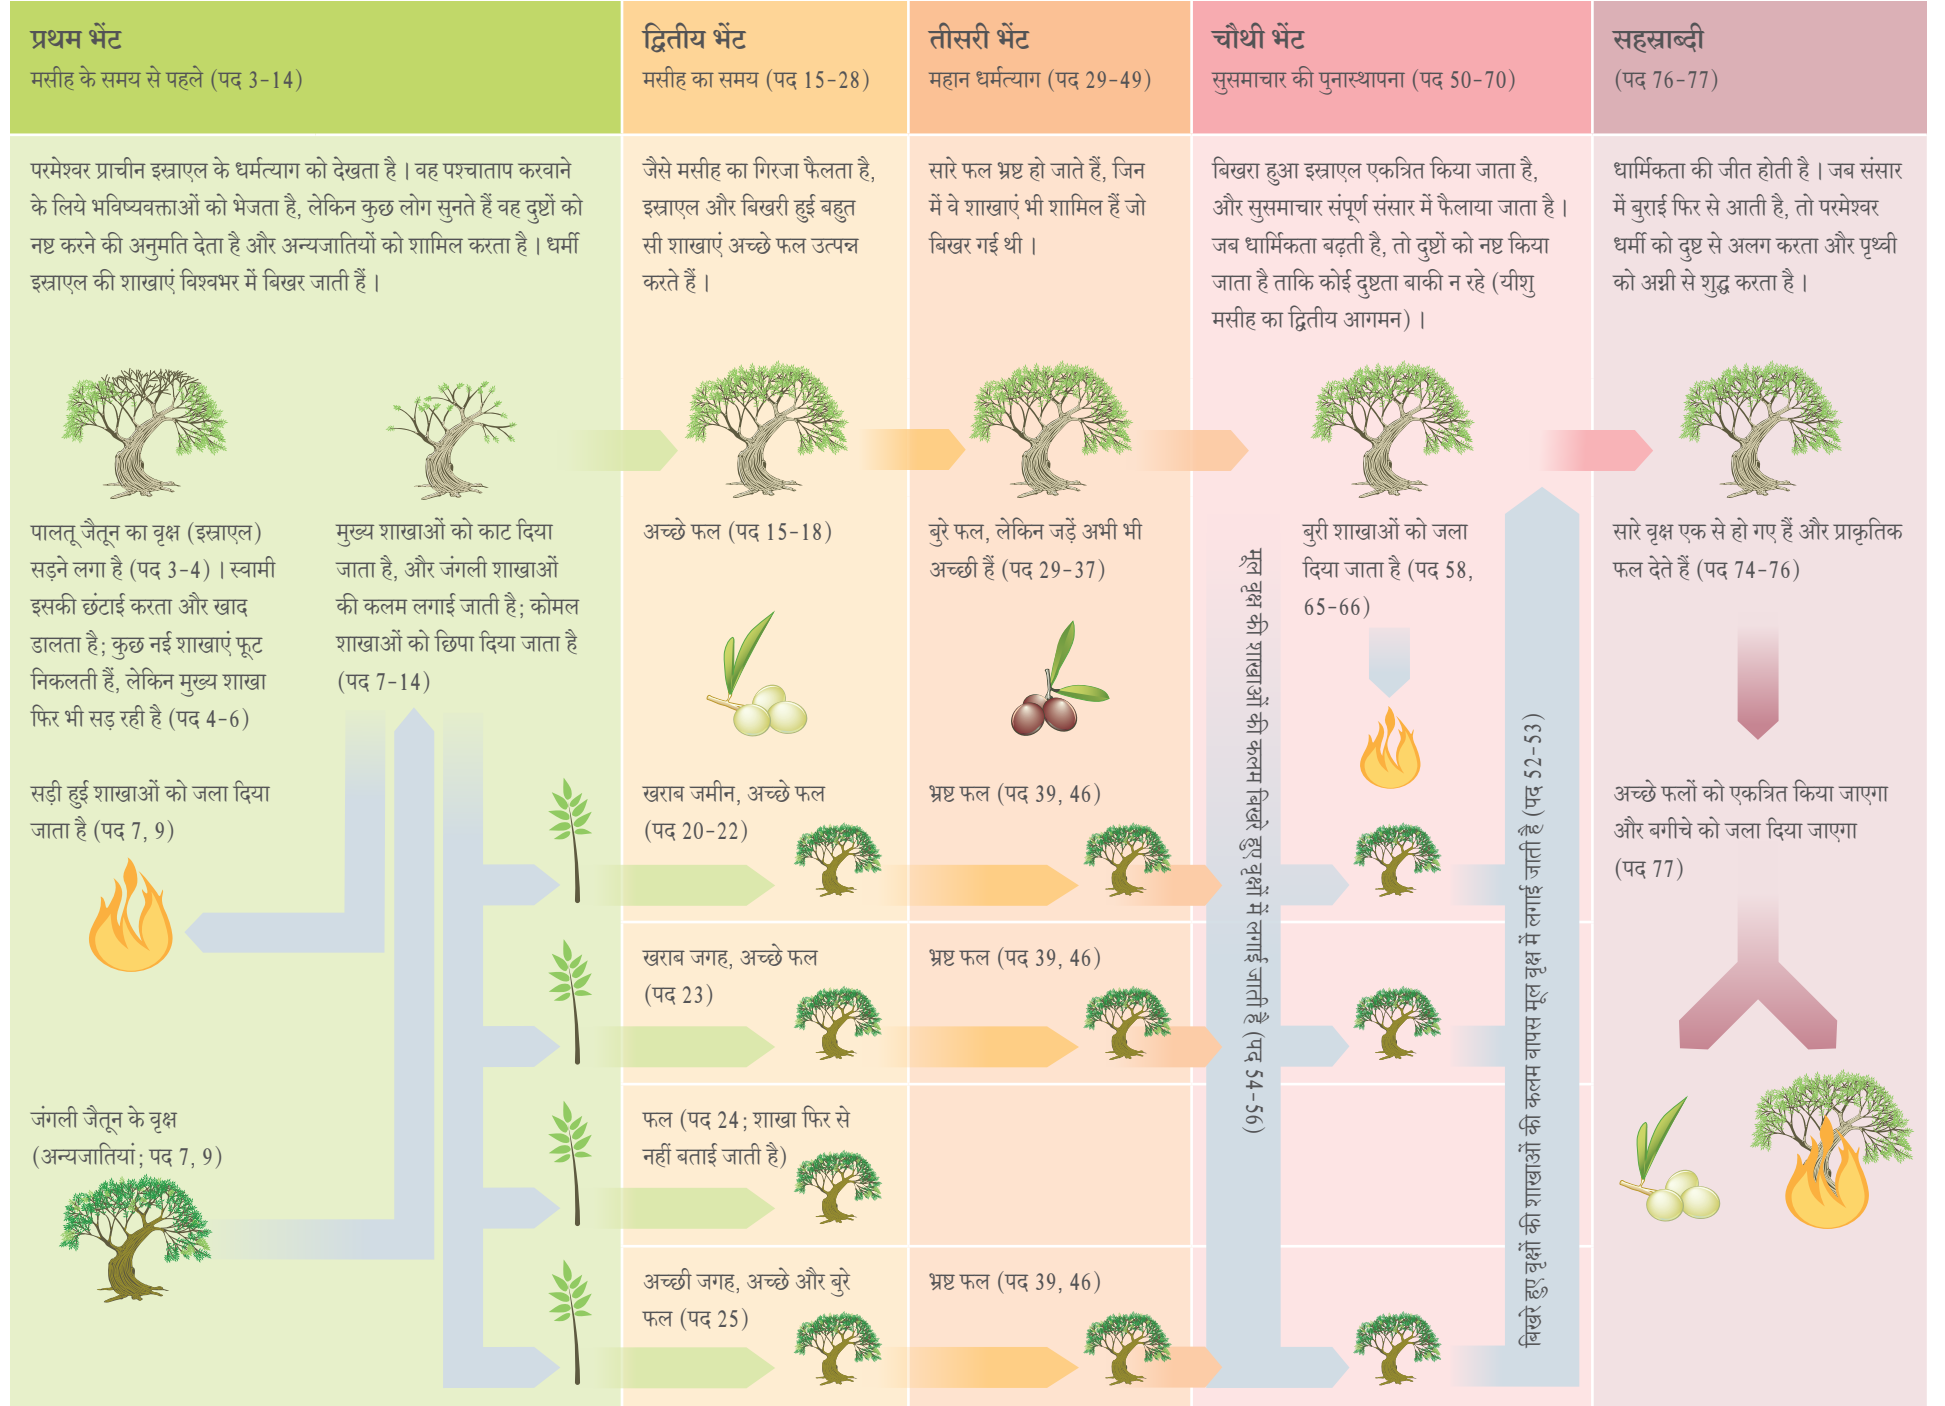 प्रथम भेंट
मसीह के समय से पहले (पद 3-14)
द्वितीय भेंट
मसीह का समय (पद 15-28)
तीसरी भेंट
महान धर्मत्याग (पद 29-49)
चौथी भेंट
सुसमाचार की पुनास्थापना (पद 50-70)
सहस्राब्दी
(पद 76-77)
परमेश्वर प्राचीन इस्राएल के धर्मत्याग को देखता है । वह पश्चाताप करवाने
के लिये भविष्यवक्ताओं को भेजता है, लेकिन कुछ लोग सुनते हैं वह दुष्टों को
नष्ट करने की अनुमति देता है और अन्यजातियों को शामिल करता है । धर्मी
इस्राएल की शाखाएं विश्वभर में बिखर जाती हैं ।
जैसे मसीह का गिरजा फैलता है,
इस्राएल और बिखरी हुई बहुत
सी शाखाएं अच्छे फल उत्पन्न
करते हैं ।
सारे फल भ्रष्ट हो जाते हैं, जिन
में वे शाखाएं भी शामिल हैं जो
बिखर गई थी ।
बिखरा हुआ इस्राएल एकत्रित किया जाता है,
और सुसमाचार संपूर्ण संसार में फैलाया जाता है ।
जब धार्मिकता बढ़ती है, तो दुष्टों को नष्ट किया
जाता है ताकि कोई दुष्टता बाकी न रहे (यीशु
मसीह का द्वितीय आगमन) ।
धार्मिकता की जीत होती है । जब संसार
में बुराई फिर से आती है, तो परमेश्वर
धर्मी को दुष्ट से अलग करता और पृथ्वी
को अग्नी से शुद्ध करता है ।
पालतू जैतून का वृक्ष (इस्राएल)
सड़ने लगा है (पद 3-4) । स्वामी
इसकी छंटाई करता और खाद
डालता है; कुछ नई शाखाएं फूट
निकलती हैं, लेकिन मुख्य शाखा
फिर भी सड़ रही है (पद 4-6)
मुख्य शाखाओं को काट दिया
जाता है, और जंगली शाखाओं
की कलम लगाई जाती है; कोमल
शाखाओं को छिपा दिया जाता है
(पद 7-14)
अच्छे फल (पद 15-18)
बुरे फल, लेकिन जड़ें अभी भी
अच्छी हैं (पद 29-37)
मूल वृक्ष की शाखाओं की कलम बिखरे हुए वृक्षों में लगाई जाती है (पद 54-56)
बुरी शाखाओं को जला
दिया जाता है (पद 58,
65-66)
बिखेरे हुए वृक्षों की शाखाओं की कलम वापस मूल वृक्ष में लगाई जाती है (पद 52-53)
सारे वृक्ष एक से हो गए हैं और प्राकृतिक
फल देते हैं (पद 74-76)
सड़ी हुई शाखाओं को जला दिया
जाता है (पद 7, 9)
खराब जमीन, अच्छे फल
(पद 20-22)
भ्रष्ट फल (पद 39, 46)
अच्छे फलों को एकत्रित किया जाएगा
और बगीचे को जला दिया जाएगा
(पद 77)
खराब जगह, अच्छे फल
(पद 23)
भ्रष्ट फल (पद 39, 46)
जंगली जैतून के वृक्ष
(अन्यजातियां; पद 7, 9)
फल (पद 24; शाखा फिर से
नहीं बताई जाती है)
अच्छी जगह, अच्छे और बुरे
फल (पद 25)
भ्रष्ट फल (पद 39, 46)